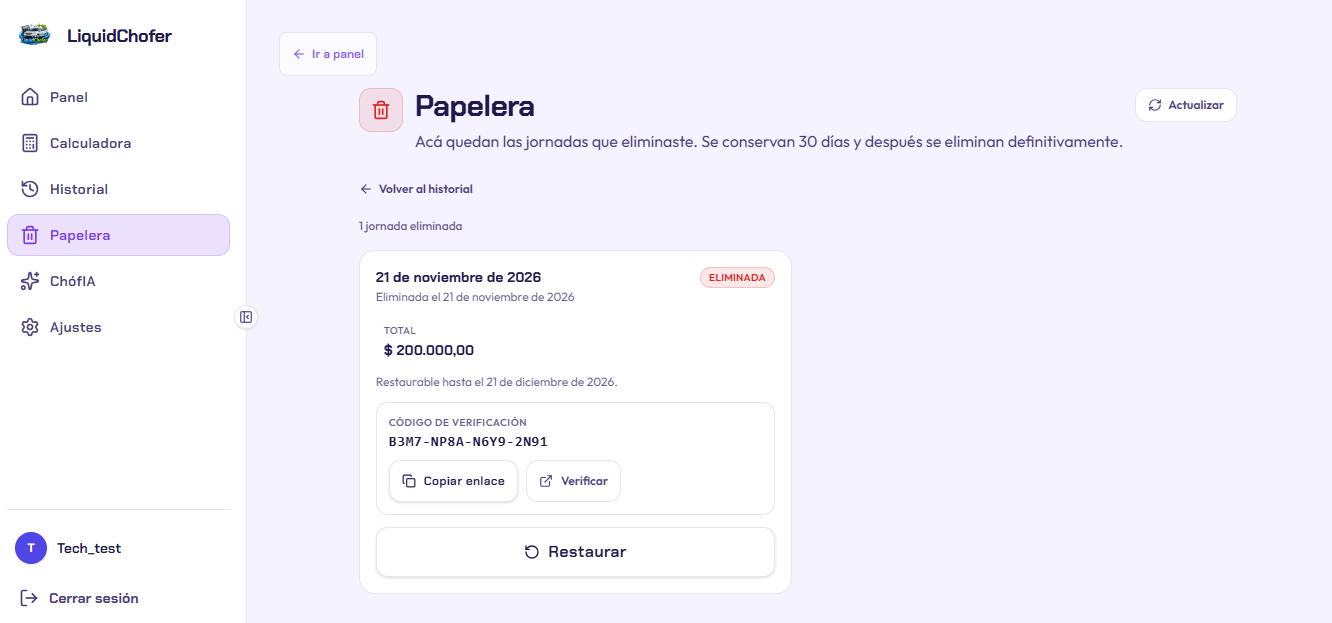 LiquidChofer
Panel
Calculadora
Historial
Papelera
ChófIA
Ajustes
Tech_test
Cerrar sesión
Ir a panel
Papelera
Actualizar
Acá quedan las jornadas que eliminaste. Se conservan 30 días y después se eliminan definitivamente.
Volver al historial
1 jornada eliminada
21 de noviembre de 2026
ELIMINADA
Eliminada el 21 de noviembre de 2026
TOTAL
$ 200.000,00
Restaurable hasta el 21 de diciembre de 2026.
CÓDIGO DE VERIFICACIÓN
B3M7-NP8A-N6Y9-2N91
Copiar enlace
Verificar
Restaurar
T